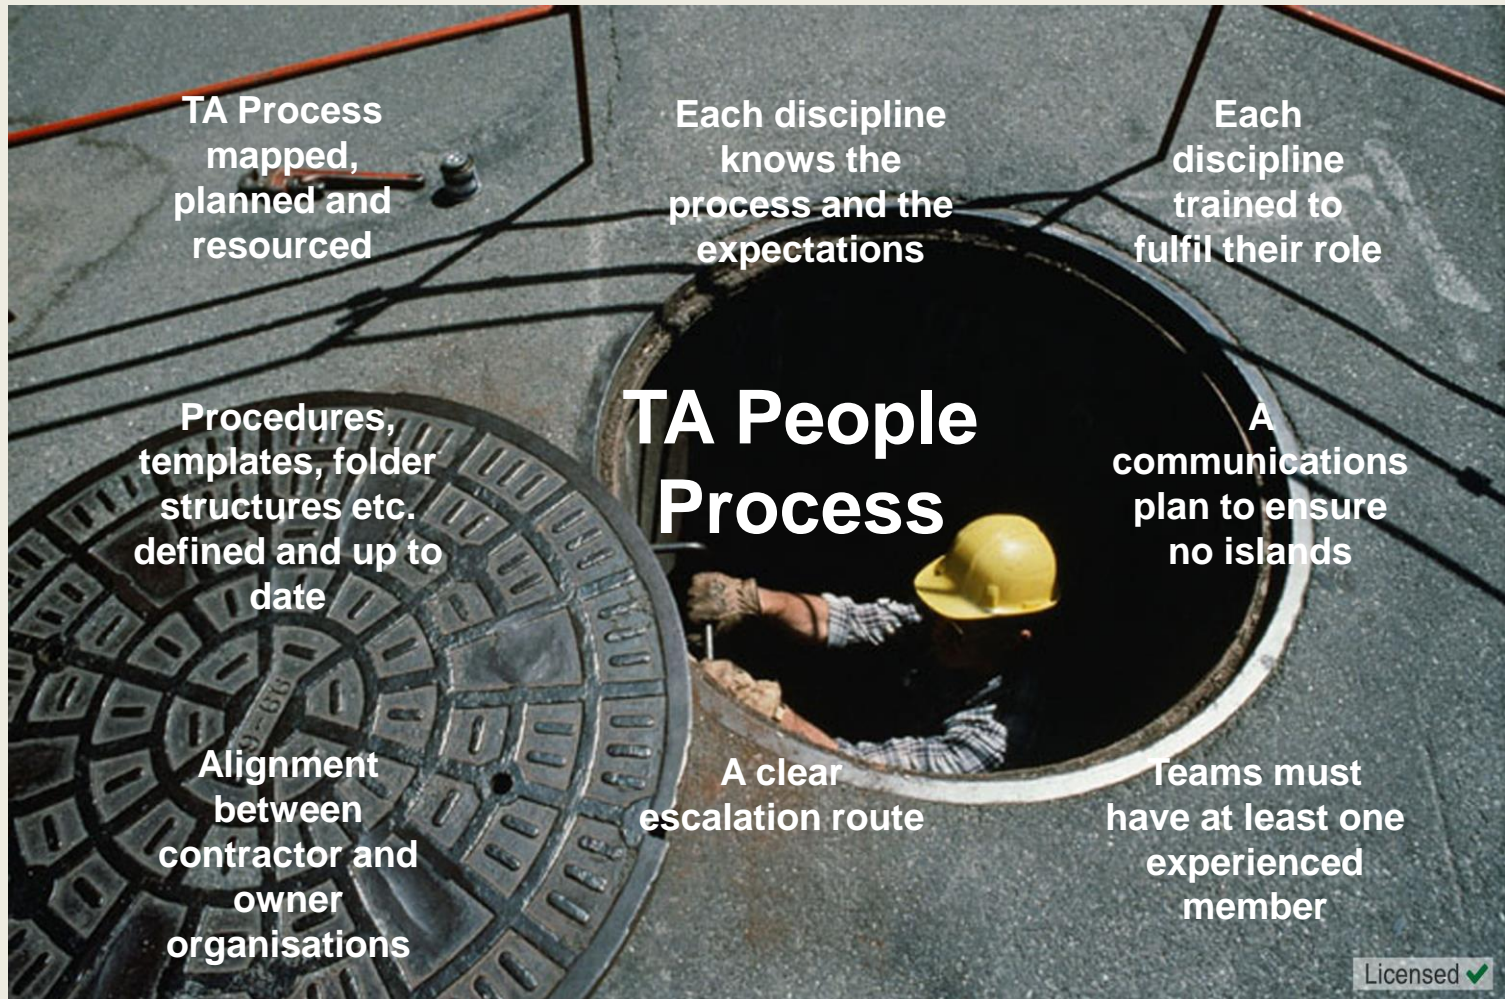 TA Process
mapped,
planned and
resourced
Each discipline
knows the
process and the
expectations
Each
discipline
trained to
fulfil their role
Procedures,
templates, folder
structures etc.
defined and up to
date
TA People
Process
A
communications
plan to ensure
no islands
Alignment
between
contractor and
owner
organisations
A clear
escalation route
Teams must
have at least one
experienced
member
Licensed